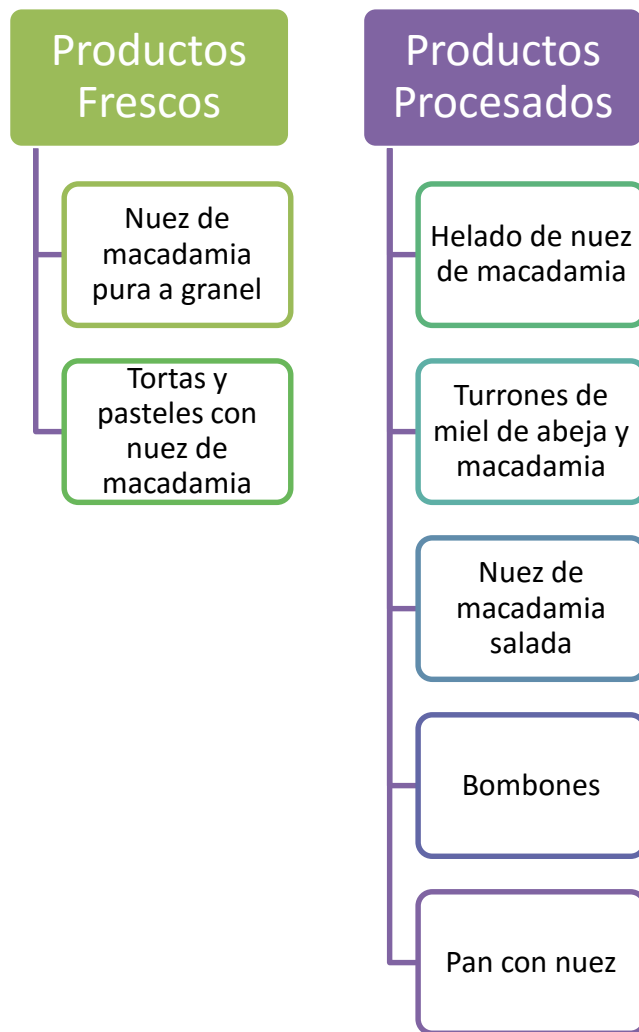 Productos
Frescos
Nuez de
macadamia
pura a granel
Tortas y
pasteles con
nuez de
macadamia
Productos
Procesados
Helado de nuez
de macadamia
Turrones de
miel de abeja y
macadamia
Nuez de
macadamia
salada
Bombones
Pan con nuez